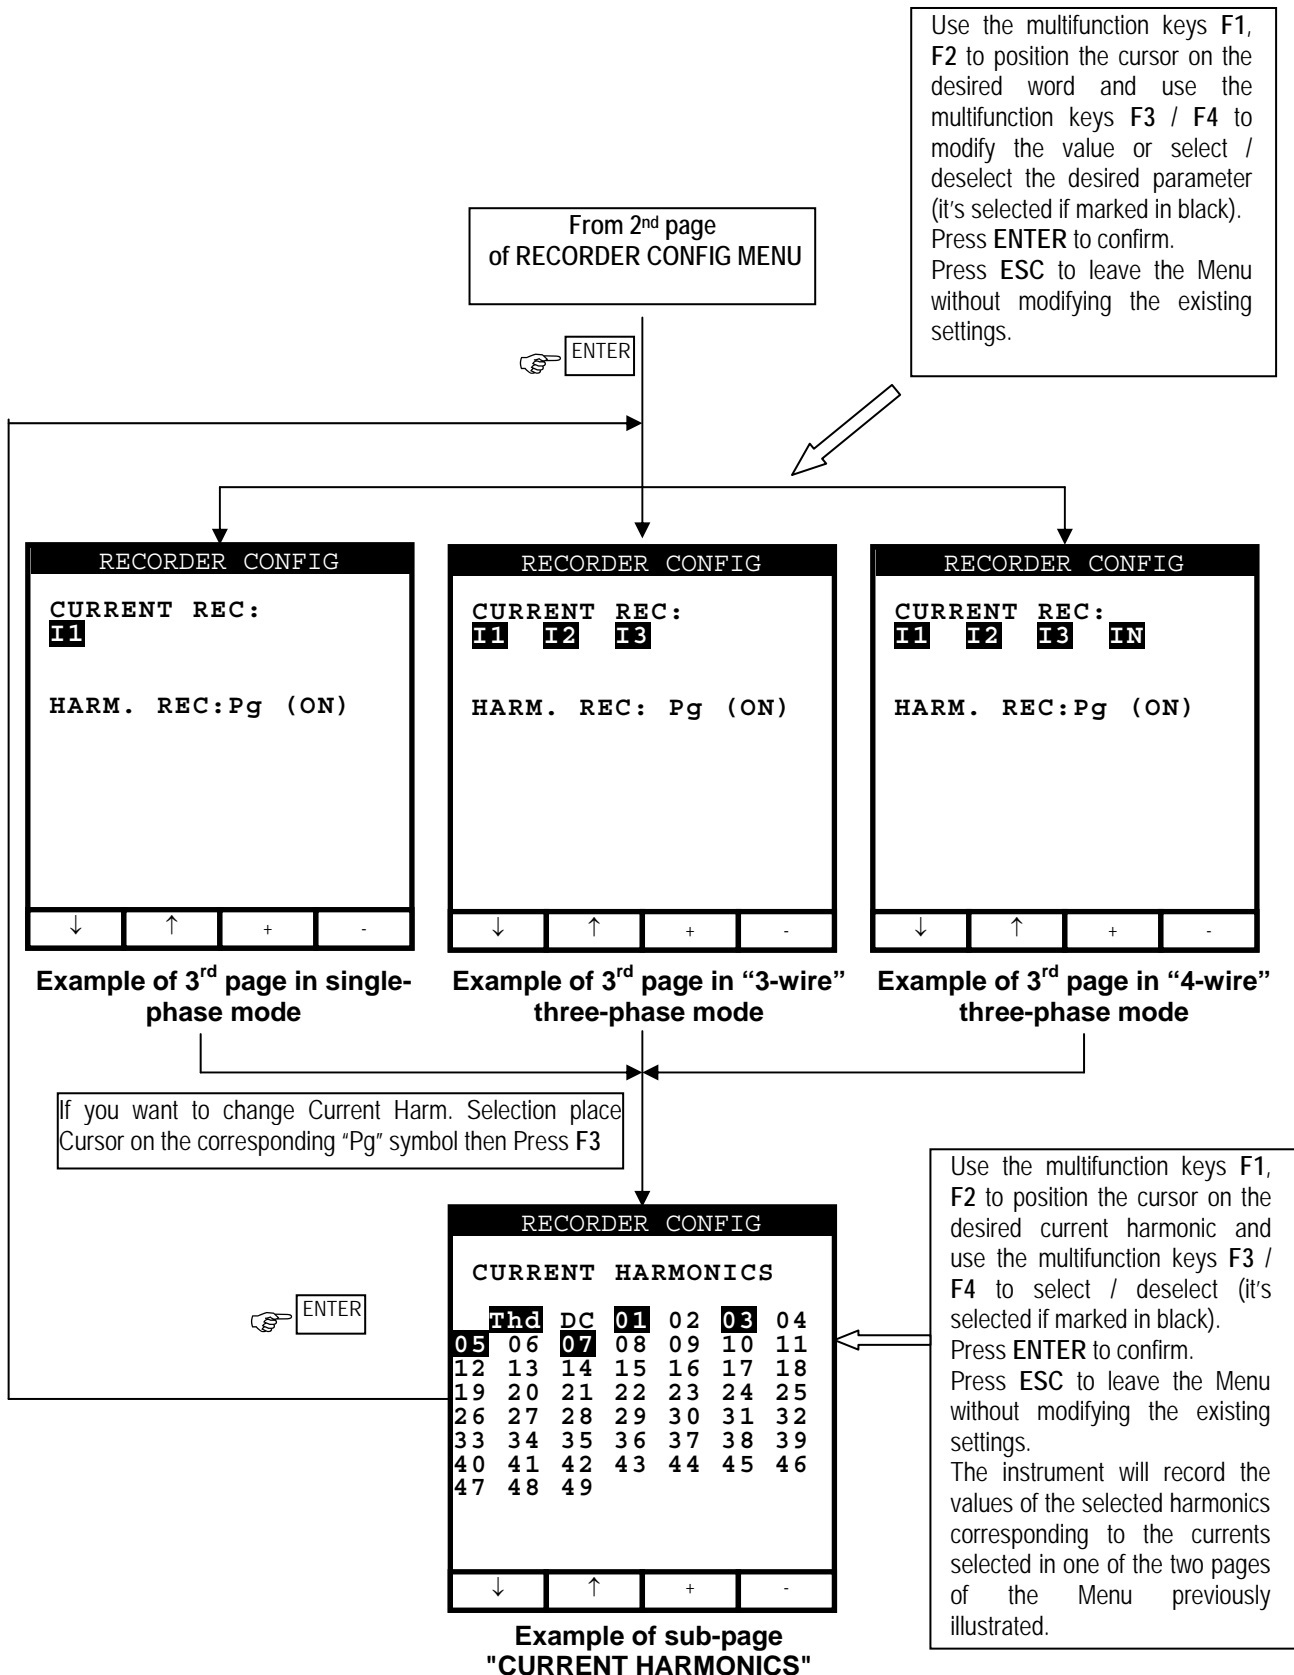 Use the multifunction keys F1,
F2 to position the cursor on the
desired word and use the
multifunction keys F3 / F4 to
modify the value or select /
deselect the desired parameter
(it's selected if marked in black).
Press ENTER to confirm.
Press ESC to leave the Menu
without modifying the existing
settings.
From 2nd page
of RECORDER CONFIG MENU
ENTER
RECORDER CONFIG
CURRENT REC:
I1
HARM. REC:Pg (ON)
↓ ↑ + -
Example of 3rd page in single-
phase mode
RECORDER CONFIG
CURRENT REC:
I1 I2 I3
HARM. REC: Pg (ON)
↓ ↑ + -
Example of 3rd page in “3-wire”
three-phase mode
RECORDER CONFIG
CURRENT REC:
I1 I2 I3 IN
HARM. REC:Pg (ON)
↓ ↑ + -
Example of 3rd page in “4-wire”
three-phase mode
If you want to change Current Harm. Selection place
Cursor on the corresponding “Pg” symbol then Press F3
ENTER
RECORDER CONFIG
CURRENT HARMONICS
Thd DC 01 02 03 04
05 06 07 08 09 10 11
12 13 14 15 16 17 18
19 20 21 22 23 24 25
26 27 28 29 30 31 32
33 34 35 36 37 38 39
40 41 42 43 44 45 46
47 48 49
↓ ↑ + -
Example of sub-page
"CURRENT HARMONICS"
Use the multifunction keys F1,
F2 to position the cursor on the
desired current harmonic and
use the multifunction keys F3 /
F4 to select / deselect (it's
selected if marked in black).
Press ENTER to confirm.
Press ESC to leave the Menu
without modifying the existing
settings.
The instrument will record the
values of the selected harmonics
corresponding to the currents
selected in one of the two pages
of the Menu previously
illustrated.